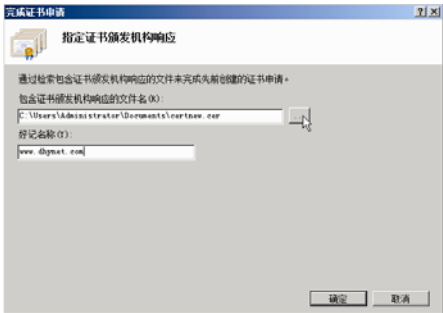 完成证书申请
指定证书颁发机构响应
通过检索包含证书颁发机构响应的文件来完成先前创建的证书申请。
包含证书颁发机构响应的文件名(R):
C:\Users\Administrator\Documents\certnew.cer
...
好记名称(Y):
www.dhynet.com
确定
取消